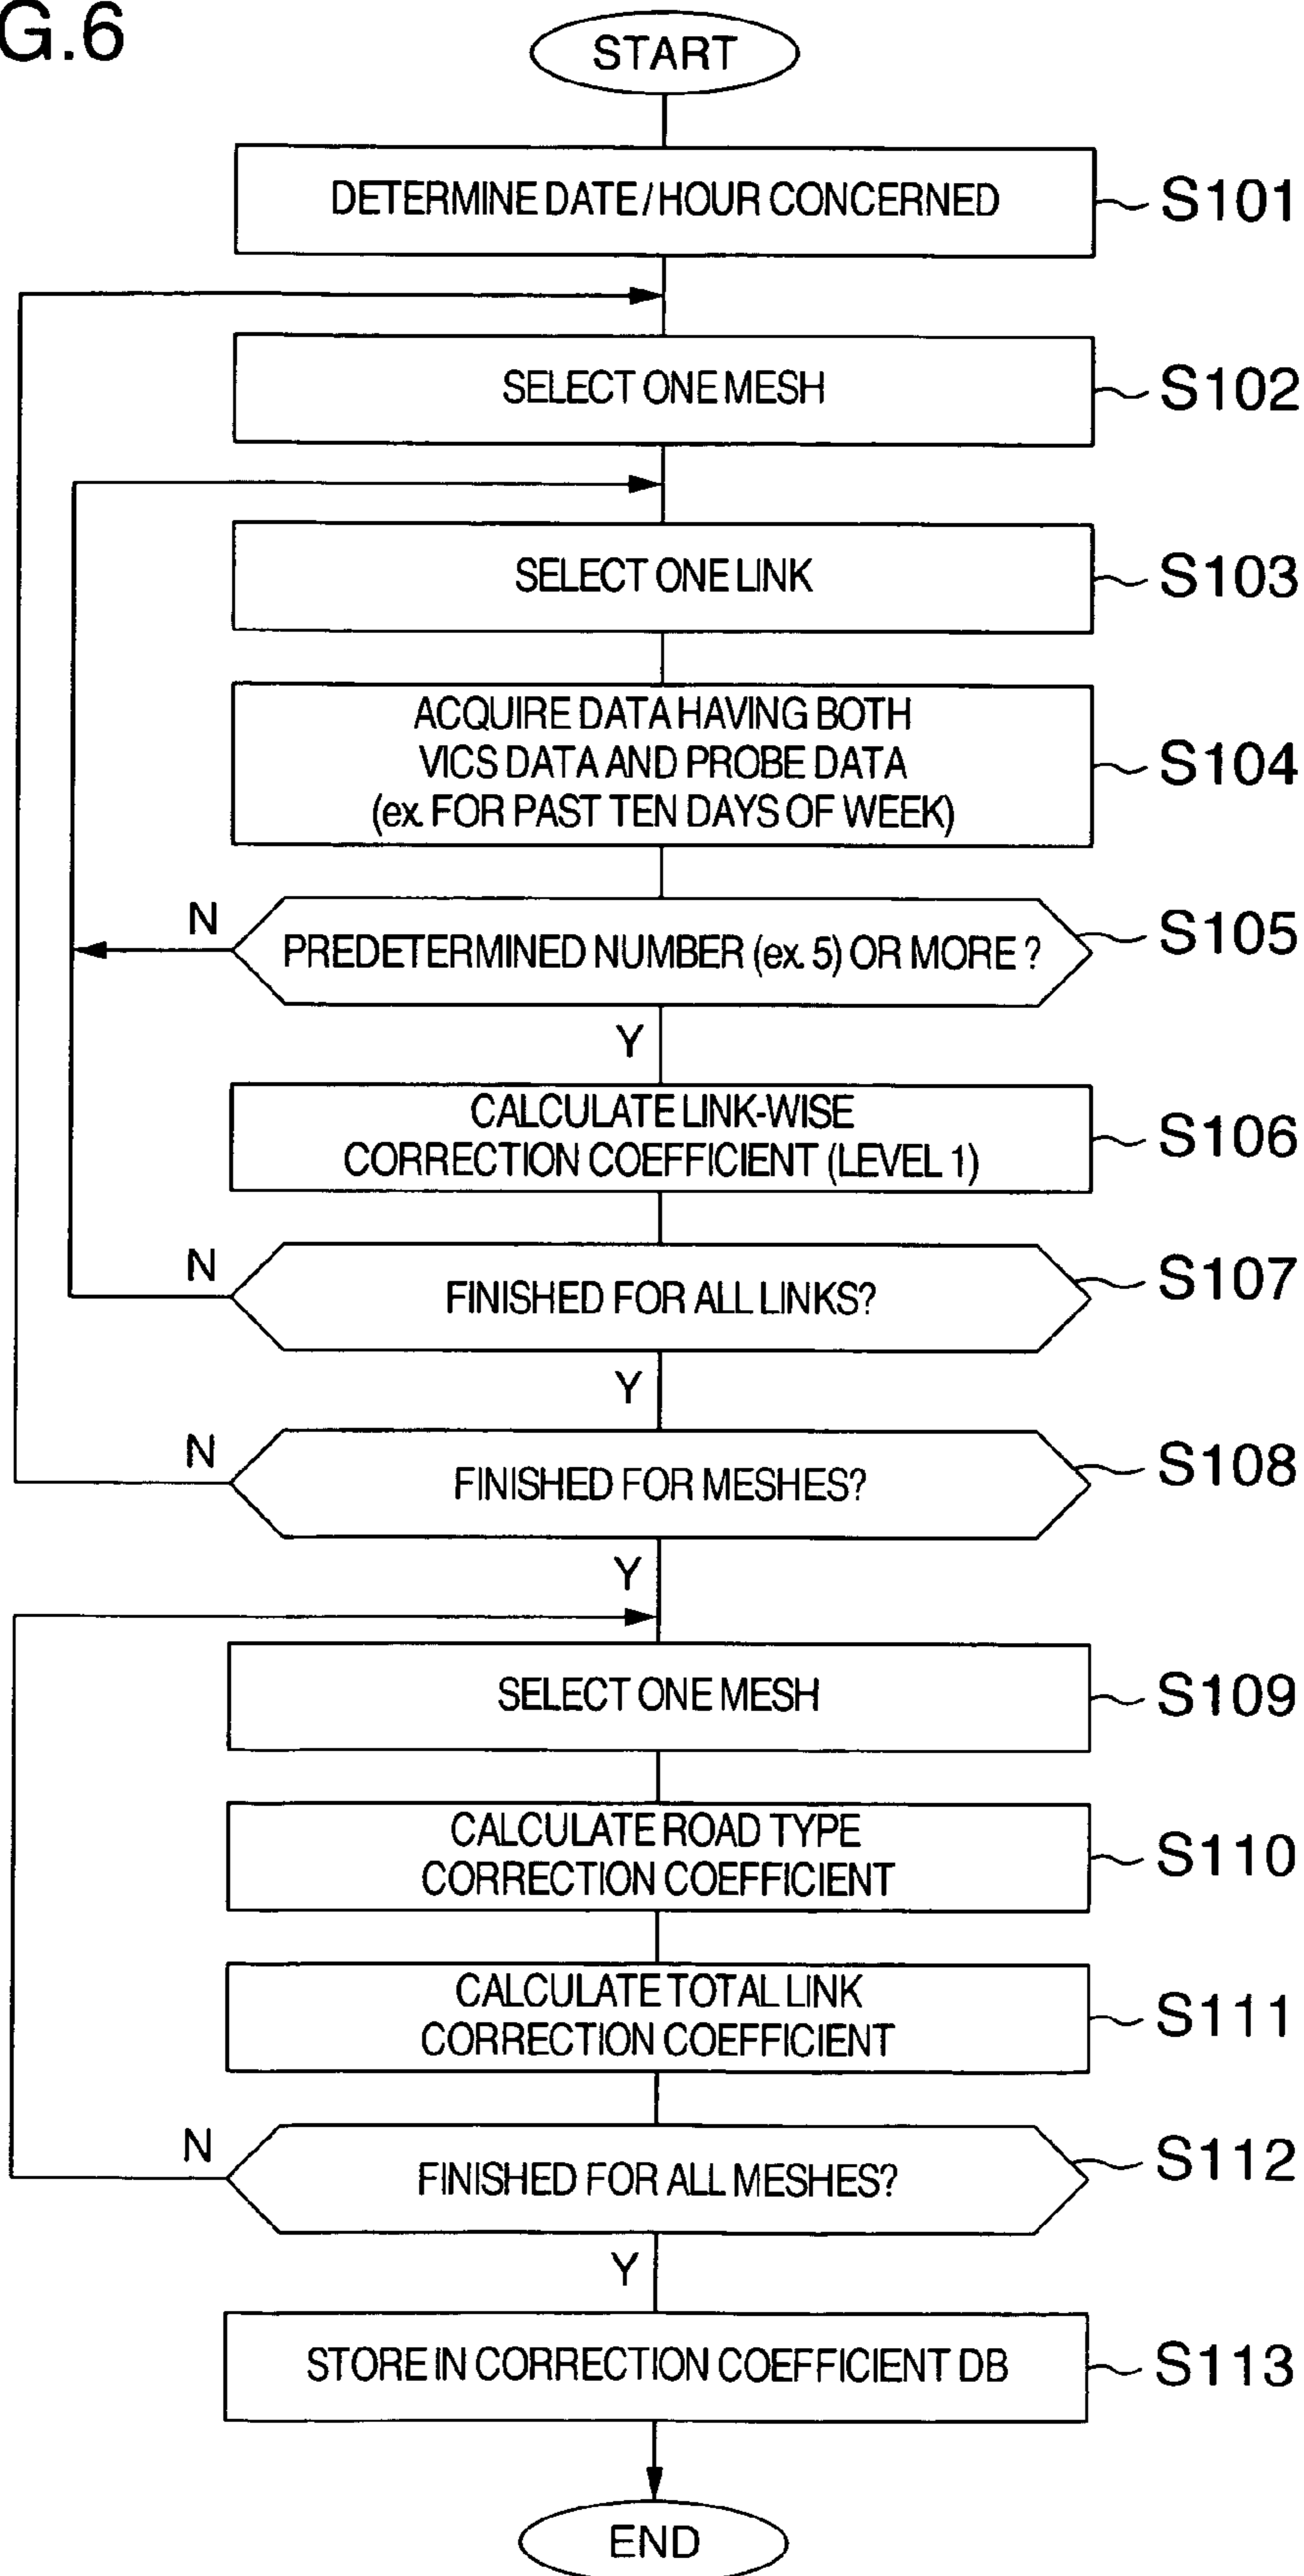 G.6
START
DETERMINE DATE/HOUR CONCERNED
S101
SELECT ONE MESH
S102
SELECT ONE LINK
S103
ACQUIRE DATA HAVING BOTH
VICS DATA AND PROBE DATA
(ex. FOR PAST TEN DAYS OF WEEK)
S104
N
PREDETERMINED NUMBER (ex. 5) OR MORE ?
S105
Y
CALCULATE LINK-WISE
CORRECTION COEFFICIENT (LEVEL 1)
S106
N
FINISHED FOR ALL LINKS?
S107
Y
N
FINISHED FOR MESHES?
S108
Y
SELECT ONE MESH
S109
CALCULATE ROAD TYPE
CORRECTION COEFFICIENT
S110
CALCULATE TOTAL LINK
CORRECTION COEFFICIENT
S111
N
FINISHED FOR ALL MESHES?
S112
Y
STORE IN CORRECTION COEFFICIENT DB
S113
END